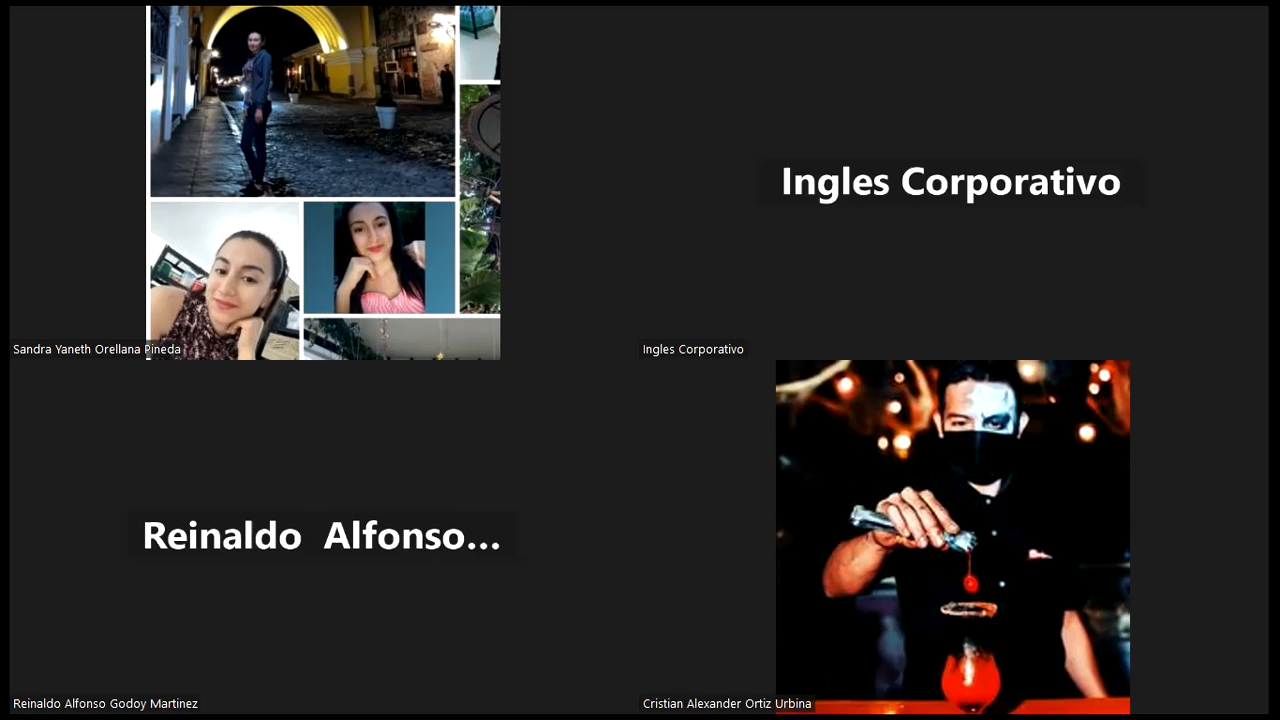 Ingles Corporativo
Sandra Yaneth Orellana Pineda
Ingles Corporativo
Reinaldo Alfonso...
Reinaldo Alfonso Godoy Martinez
Cristian Alexander Ortiz Urbina